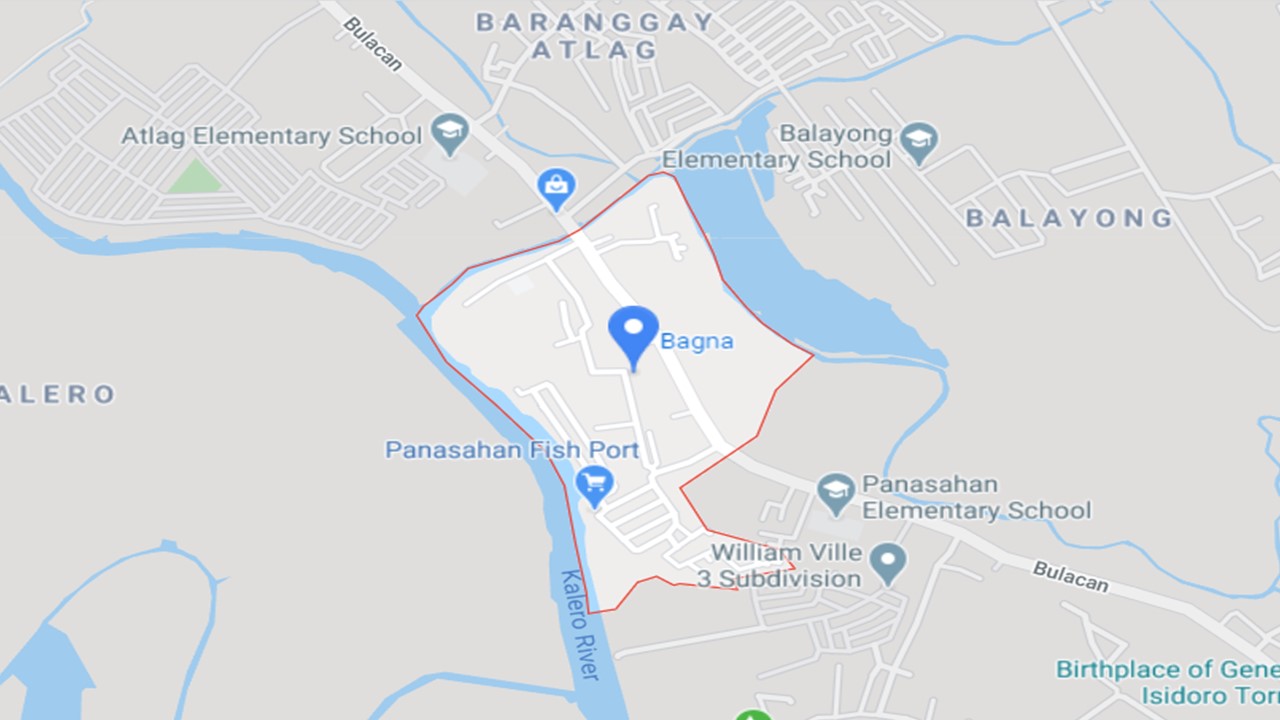 BARANGGAY
ATLAG
Bulacan
Atlag Elementary School
Balayong
Elementary School
BALAYONG
Bagna
ALERO
Panasahan Fish Port
Panasahan
Elementary School
William Ville
3 Subdivision
Bulacan
Kalero River
Birthplace of Gene
Isidoro Torr